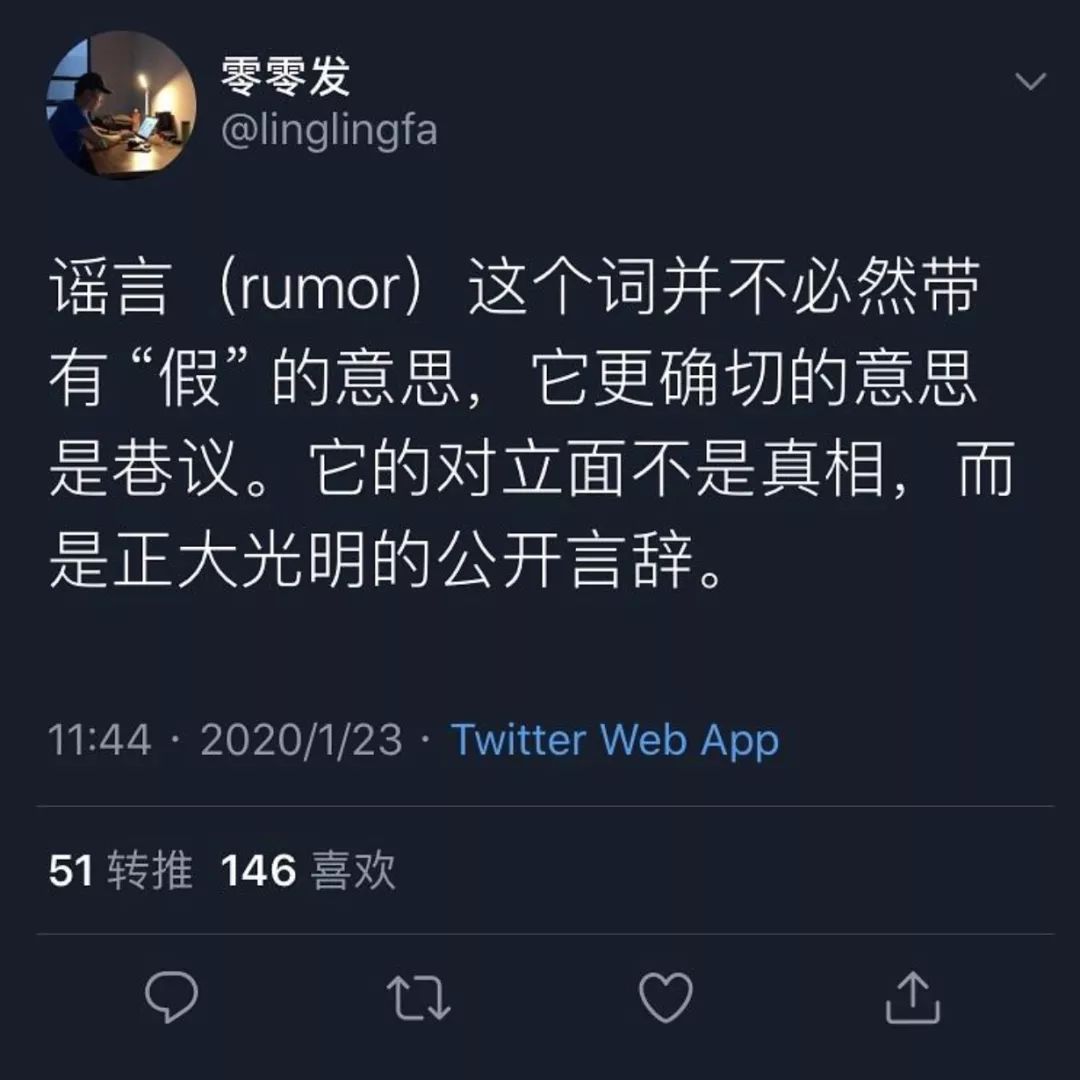 零零发
@linglingfa
谣言（rumor）这个词并不必然带
有“假”的意思，它更确切的意思
是巷议。它的对立面不是真相，而
是正大光明的公开言辞。
11:44 · 2020/1/23 · Twitter Web App
51 转推 146 喜欢